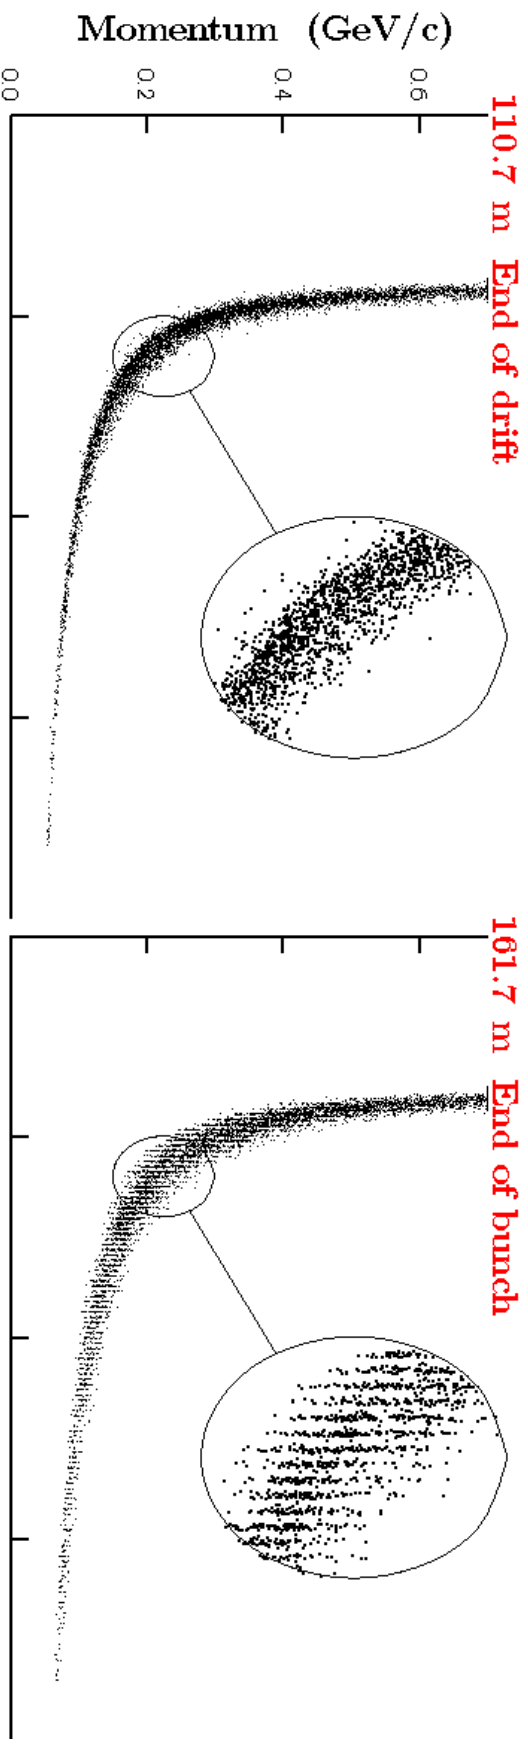 Momentum (GeV/c)
0.0
0.2
0.4
0.6
110.7 m End of drift
161.7 m End of bunch